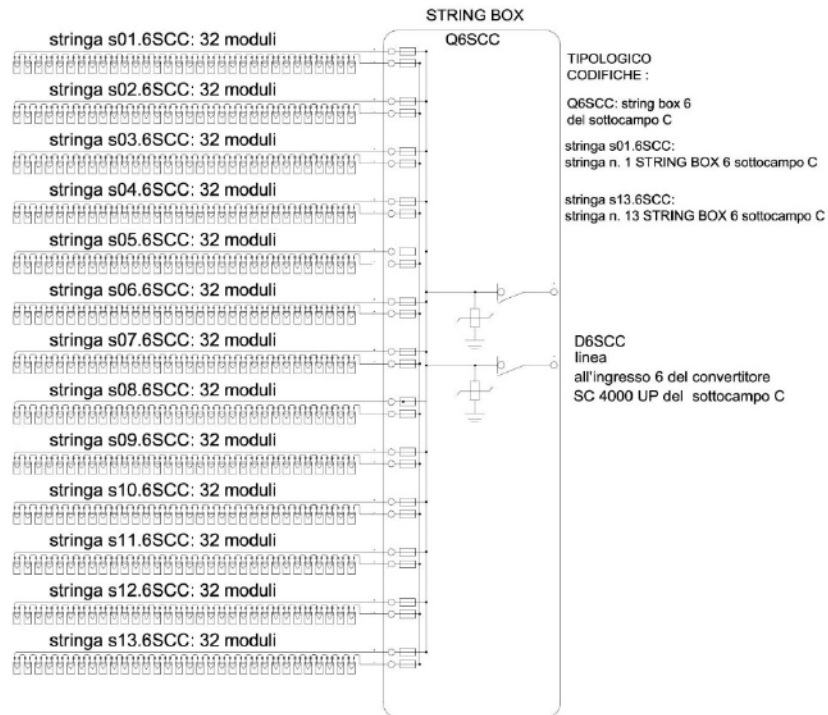 STRING BOX
Q6SCC
stringa s01.6SCC: 32 moduli
stringa s02.6SCC: 32 moduli
stringa s03.6SCC: 32 moduli
stringa s04.6SCC: 32 moduli
stringa s05.6SCC: 32 moduli
stringa s06.6SCC: 32 moduli
stringa s07.6SCC: 32 moduli
stringa s08.6SCC: 32 moduli
stringa s09.6SCC: 32 moduli
stringa s10.6SCC: 32 moduli
stringa s11.6SCC: 32 moduli
stringa s12.6SCC: 32 moduli
stringa s13.6SCC: 32 moduli
TIPOLOGICO
CODIFICHE :
Q6SCC: string box 6
del sottocampo C
stringa s01.6SCC:
stringa n. 1 STRING BOX 6 sottocampo C
stringa s13.6SCC:
stringa n. 13 STRING BOX 6 sottocampo C
D6SCC
linea
all'ingresso 6 del convertitore
SC 4000 UP del sottocampo C